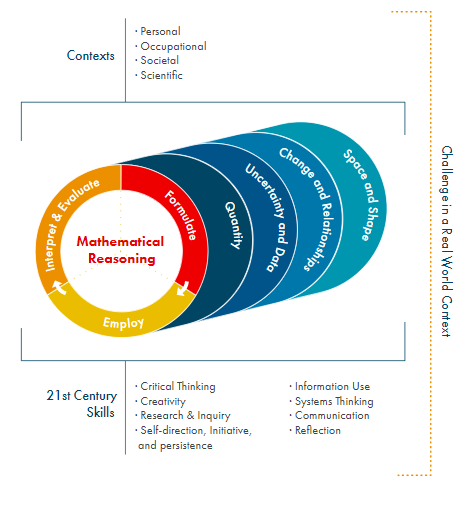 Contexts
· Personal
· Occupational
· Societal
· Scientific
Interpret & Evaluate
Formulate
Employ
Mathematical
Reasoning
Quantity
Uncertainty and Data
Change and Relationships
Space and Shape
Challenge in a Real World Context
21st Century
Skills
· Critical Thinking
· Creativity
· Research & Inquiry
· Self-direction, Initiative,
and persistence
· Information Use
· Systems Thinking
· Communication
· Reflection